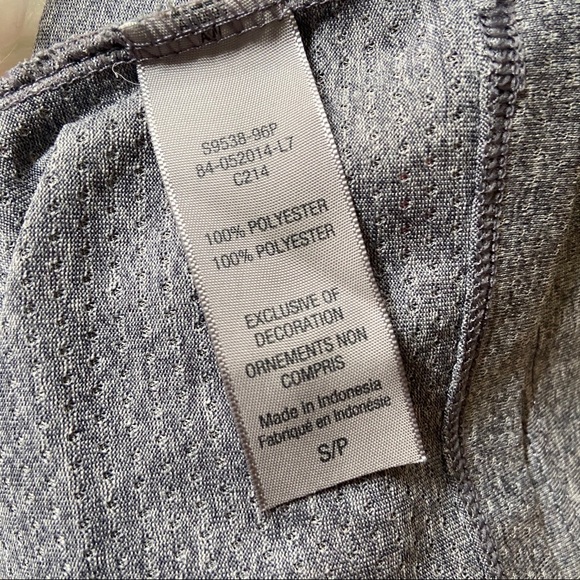 S9538-96P
84-052014-L7
C214
100% POLYESTER
100% POLYESTER
EXCLUSIVE OF
DECORATION
ORNEMENTS NON
COMPRIS
Made in Indonesia
Fabriqué en Indonésie
S/P